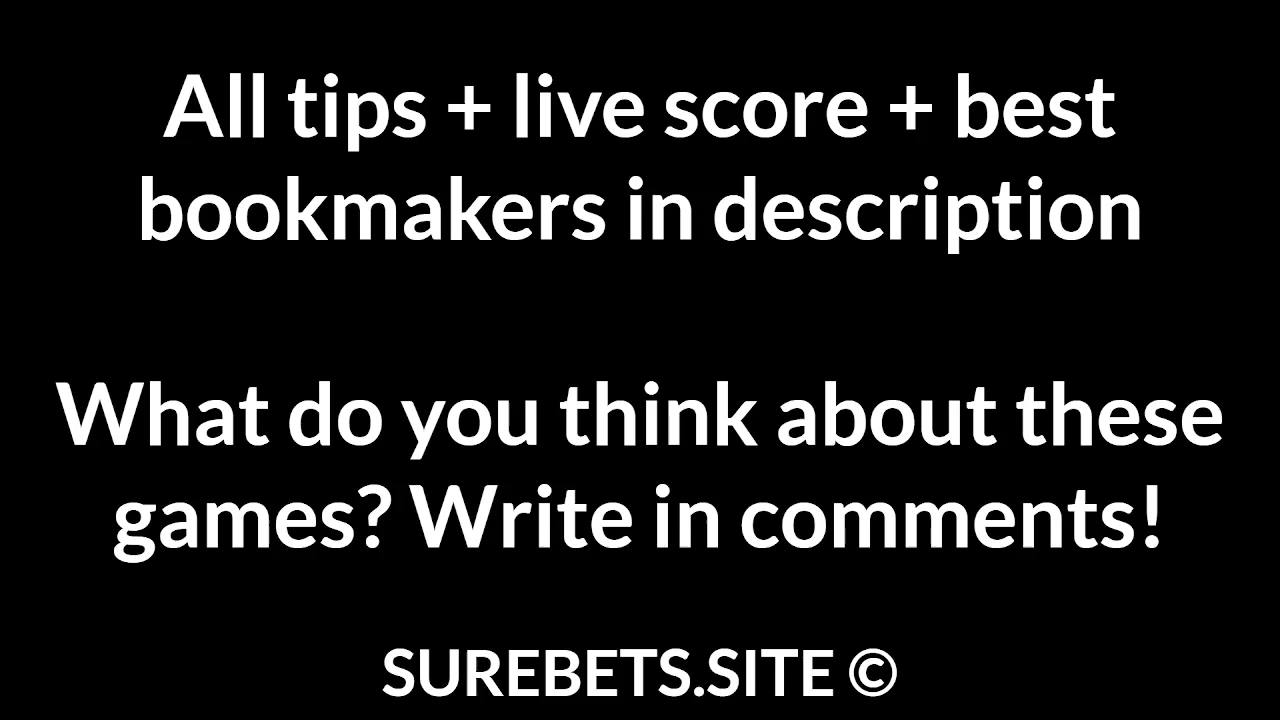 All tips + live score + best
bookmakers in description
What do you think about these
games? Write in comments!
SUREBETS.SITE ©